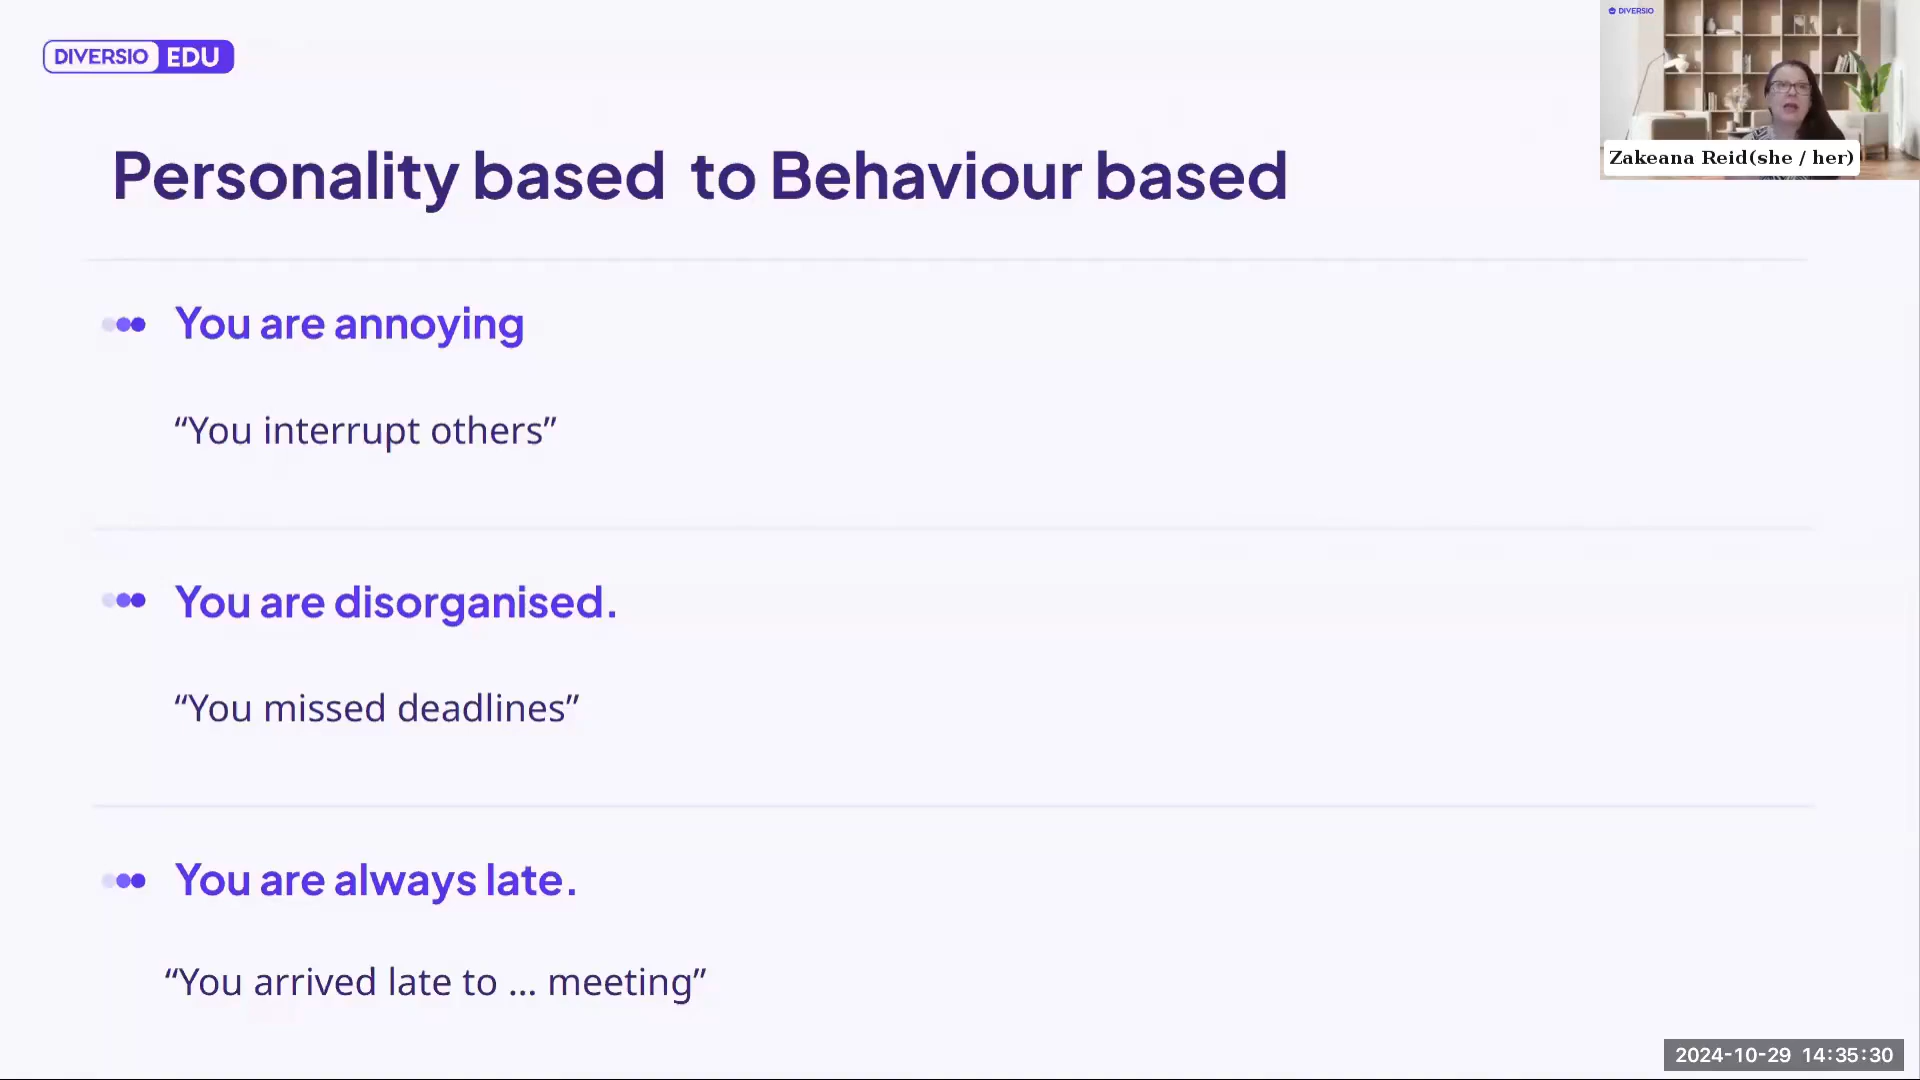 DIVERSIO EDU
DIVERSIO
Zakeana Reid(she / her)
Personality based to Behaviour based
You are annoying
“You interrupt others”
You are disorganised.
“You missed deadlines”
You are always late.
“You arrived late to ... meeting”
2024-10-29 14:35:30